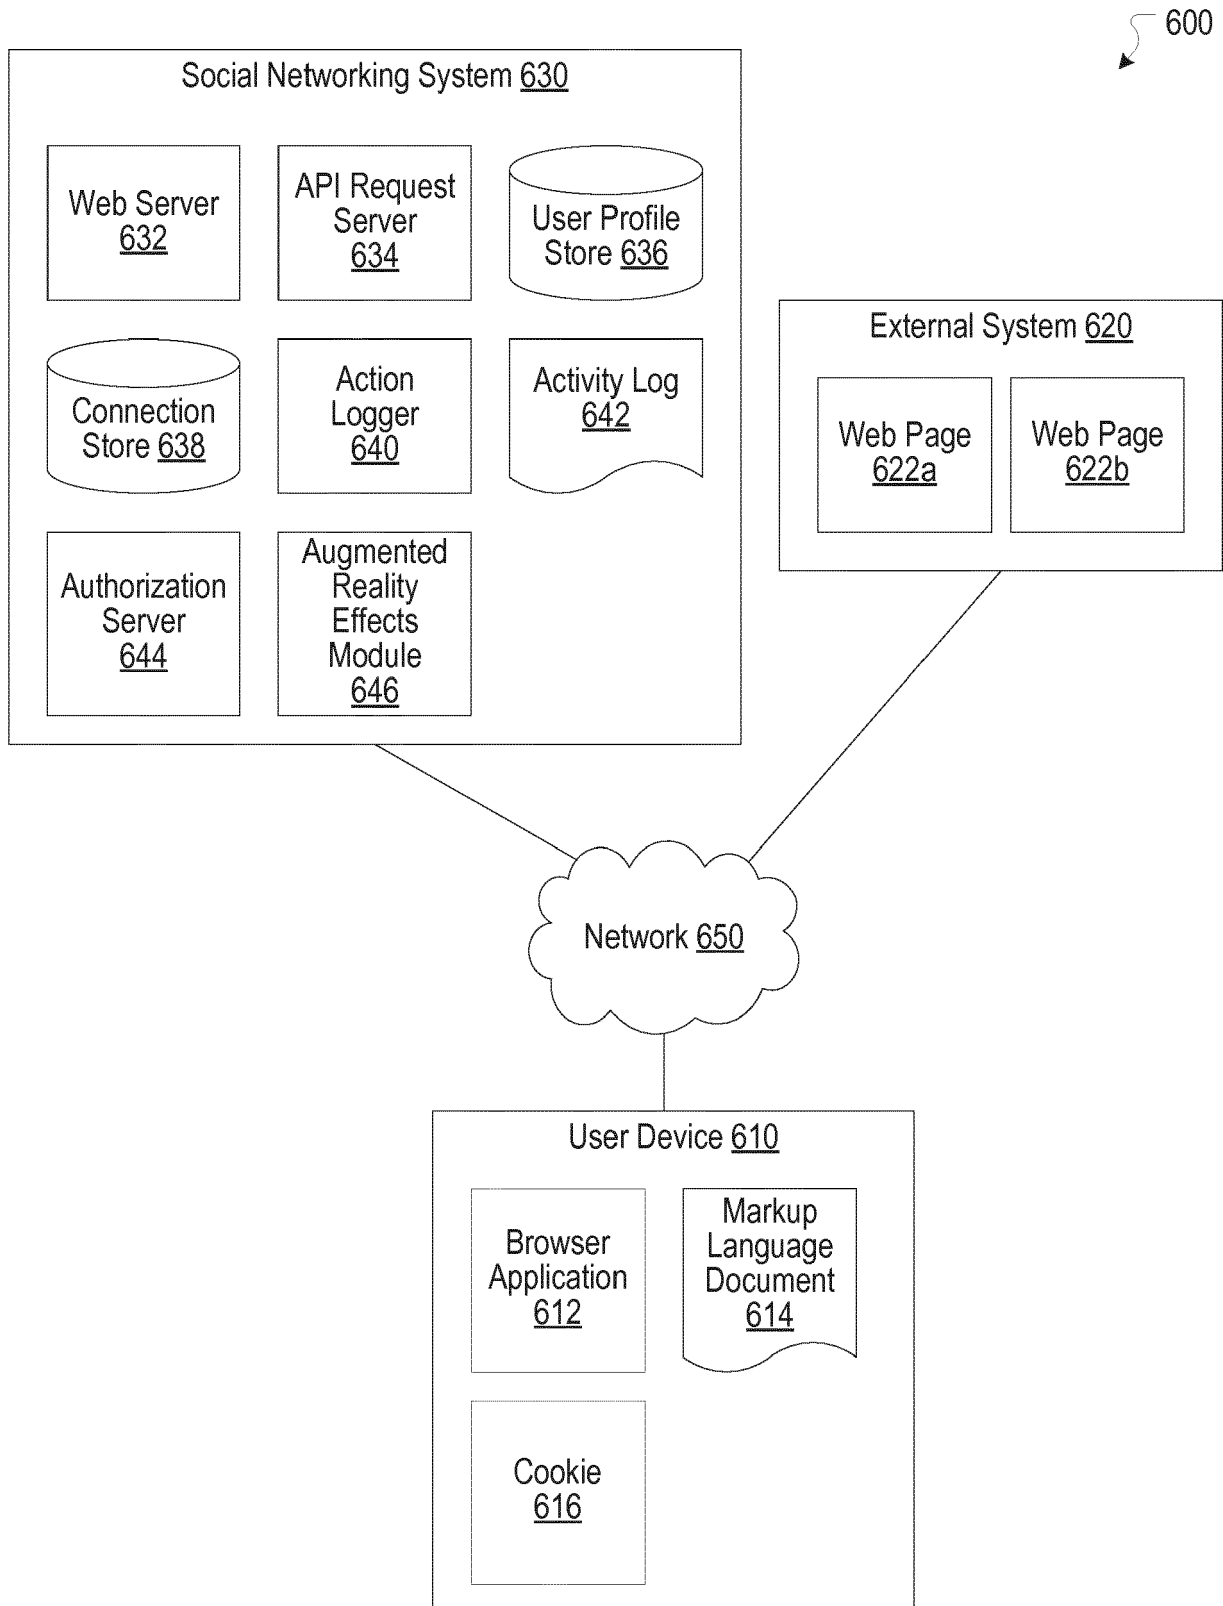 600
Social Networking System 630
Web Server
632
API Request
Server
634
User Profile
Store 636
Connection
Store 638
Action
Logger
640
Activity Log
642
Authorization
Server
644
Augmented
Reality
Effects
Module
646
External System 620
Web Page
622a
Web Page
622b
Network 650
User Device 610
Browser
Application
612
Markup
Language
Document
614
Cookie
616